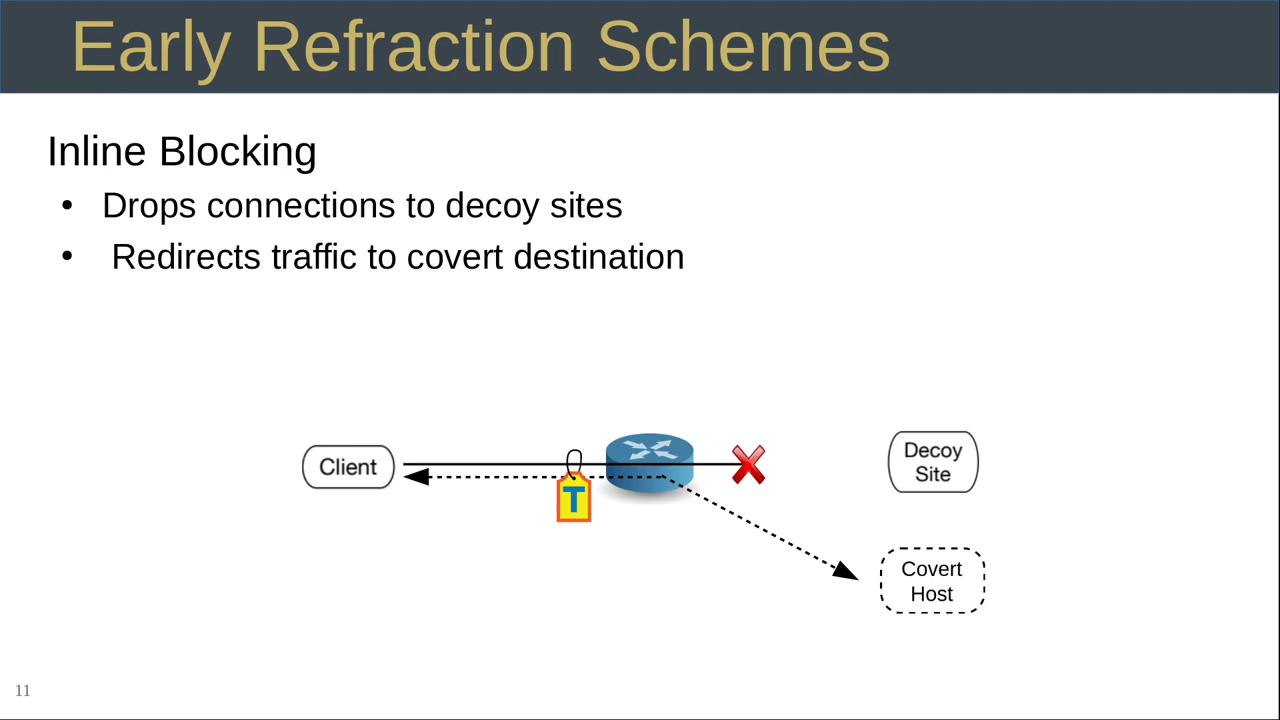 Early Refraction Schemes
Inline Blocking
• Drops connections to decoy sites
• Redirects traffic to covert destination
Client
T
Decoy
Site
Covert
Host
11